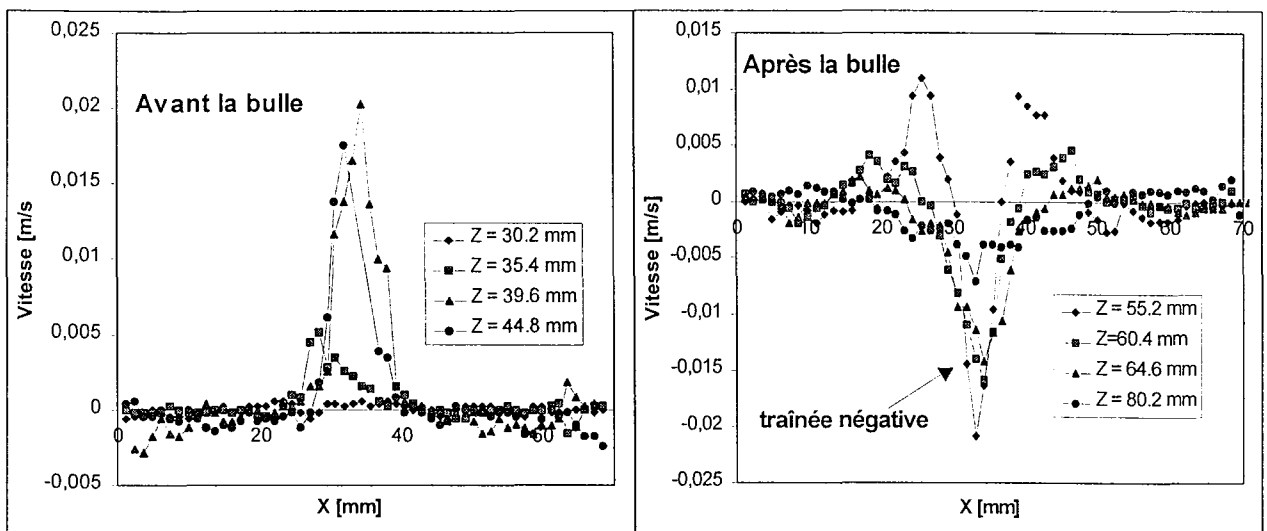 0,025
0,02
0,015
0,01
0,005
0
-0,005
Vitesse [m/s]
Avant la bulle
Z = 30.2 mm
Z = 35.4 mm
Z = 39.6 mm
Z = 44.8 mm
0
20
40
60
X [mm]
0,015
0,01
0,005
0
-0,005
-0,01
-0,015
-0,02
-0,025
Vitesse [m/s]
Après la bulle
0
10
20
30
40
50
60
70
Z = 55.2 mm
Z=60.4 mm
Z = 64.6 mm
Z = 80.2 mm
traînée négative
X [mm]